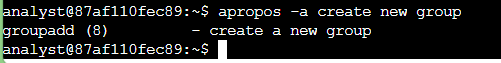 analyst@87af110fec89:~$ apropos -a create new group
groupadd (8)         - create a new group
analyst@87af110fec89:~$